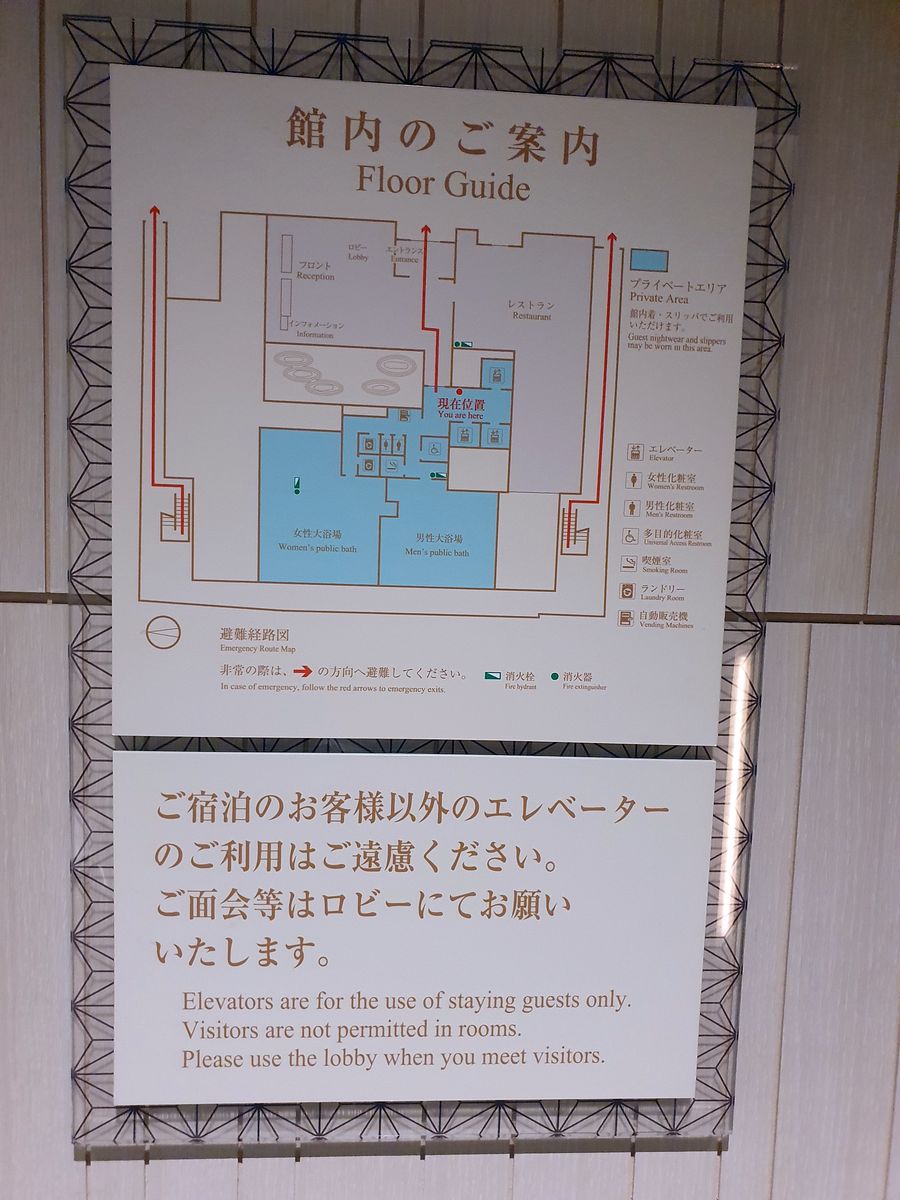 館内のご案内
Floor Guide
ロビー
Lobby
エントランス
Entrance
フロント
Reception
インフォメーション
Information
レストラン
Restaurant
プライベートエリア
Private Area
館内着・スリッパでご利用
いただけます。
Guest nightwear and slippers
may be worn in this area.
現在位置
You are here
女性大浴場
Women's public bath
男性大浴場
Men's public bath
エレベーター
Elevator
女性化粧室
Women's Restroom
男性化粧室
Men's Restroom
多目的化粧室
Universal Access Restroom
喫煙室
Smoking Room
ランドリー
Laundry Room
自動販売機
Vending Machines
避難経路図
Emergency Route Map
非常の際は、➔の方向へ避難してください。
In case of emergency, follow the red arrows to emergency exits.
消火栓
Fire hydrant
消火器
Fire extinguisher
ご宿泊のお客様以外のエレベーター
のご利用はご遠慮ください。
ご面会等はロビーにてお願い
いたします。
Elevators are for the use of staying guests only.
Visitors are not permitted in rooms.
Please use the lobby when you meet visitors.